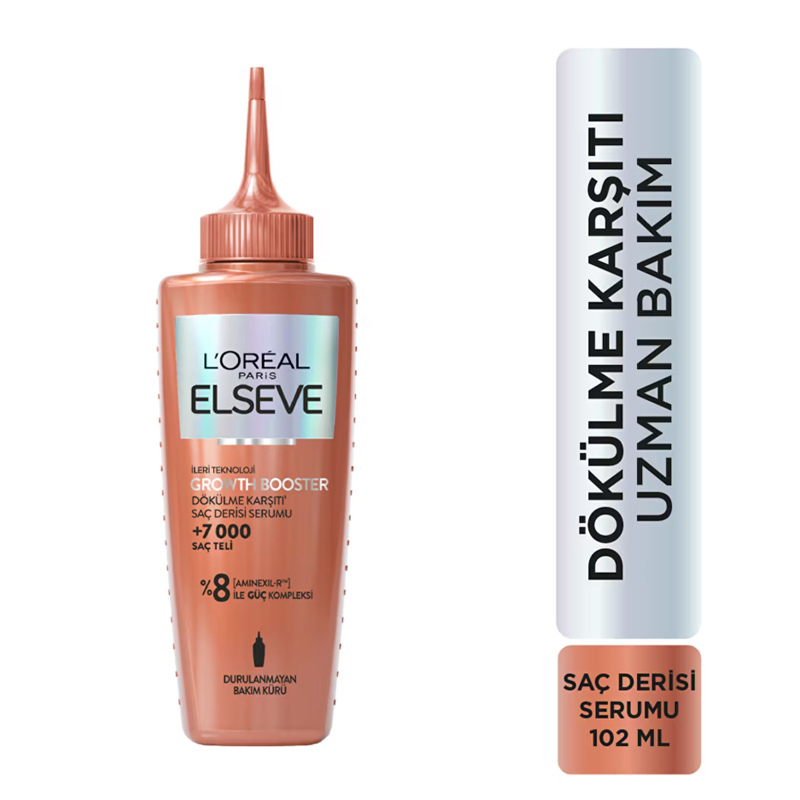 L'ORÉAL
PARIS
ELSEVE
İLERİ TEKNOLOJİ
GROWTH BOOSTER
DÖKÜLME KARŞITI¹
SAÇ DERİSİ SERUMU
+7 000
SAÇ TELİ
%8 [AMINEXIL-R™]
İLE GÜÇ KOMPLEKSİ
DURULANMAYAN
BAKIM KÜRÜ
DÖKÜLME KARŞITI
UZMAN BAKIM
SAÇ DERİSİ
SERUMU
102 ML